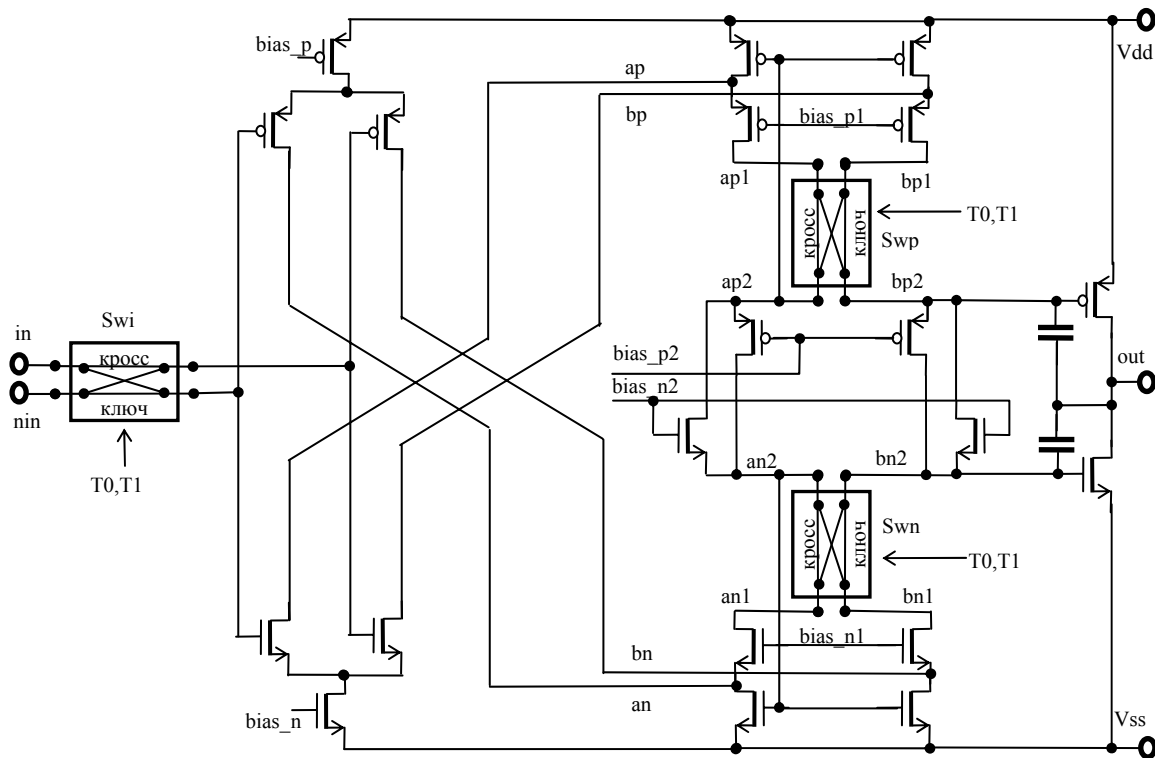 bias_p
Vdd
ap
bp
bias_p1
ap1
bp1
T0,T1
кросс
ключ
Swp
ap2
bp2
Swi
in
кросс
nin
ключ
T0,T1
bias_p2
bias_n2
out
an2
bn2
кросс
ключ
Swn
T0,T1
an1
bn1
bias_n1
bn
an
bias_n
Vss